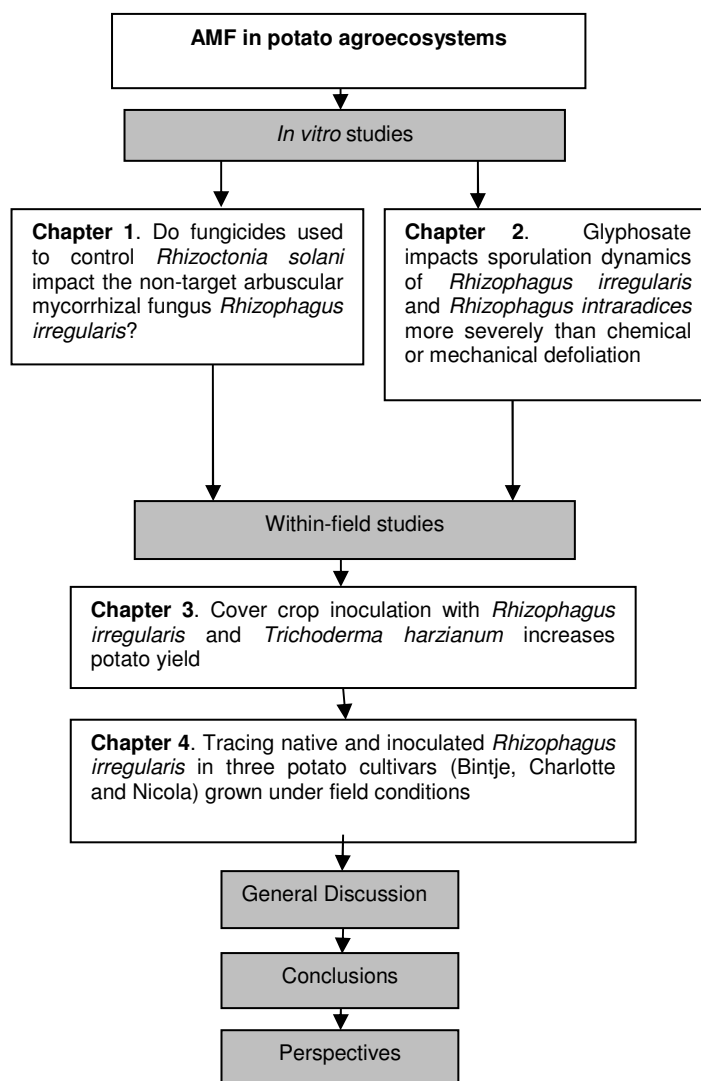 AMF in potato agroecosystems
In vitro studies
Chapter 1. Do fungicides used
to control Rhizoctonia solani
impact the non-target arbuscular
mycorrhizal fungus Rhizophagus
irregularis?
Chapter 2. Glyphosate
impacts sporulation dynamics
of Rhizophagus irregularis
and Rhizophagus intraradices
more severely than chemical
or mechanical defoliation
Within-field studies
Chapter 3. Cover crop inoculation with Rhizophagus
irregularis and Trichoderma harzianum increases
potato yield
Chapter 4. Tracing native and inoculated Rhizophagus
irregularis in three potato cultivars (Bintje, Charlotte
and Nicola) grown under field conditions
General Discussion
Conclusions
Perspectives